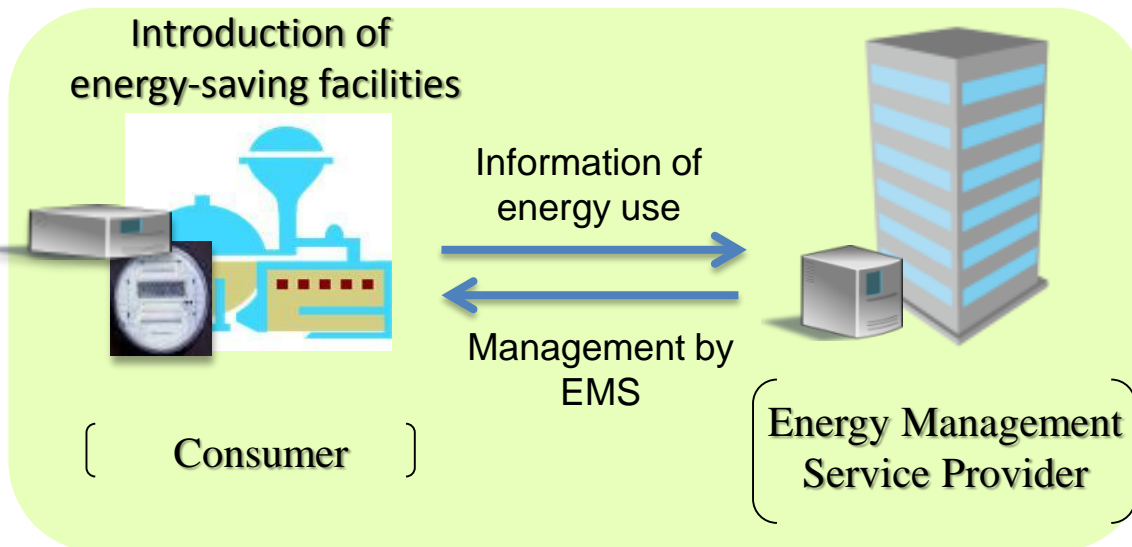 Introduction of
energy-saving facilities
Information of
energy use
Management by
EMS
Consumer
Energy Management
Service Provider